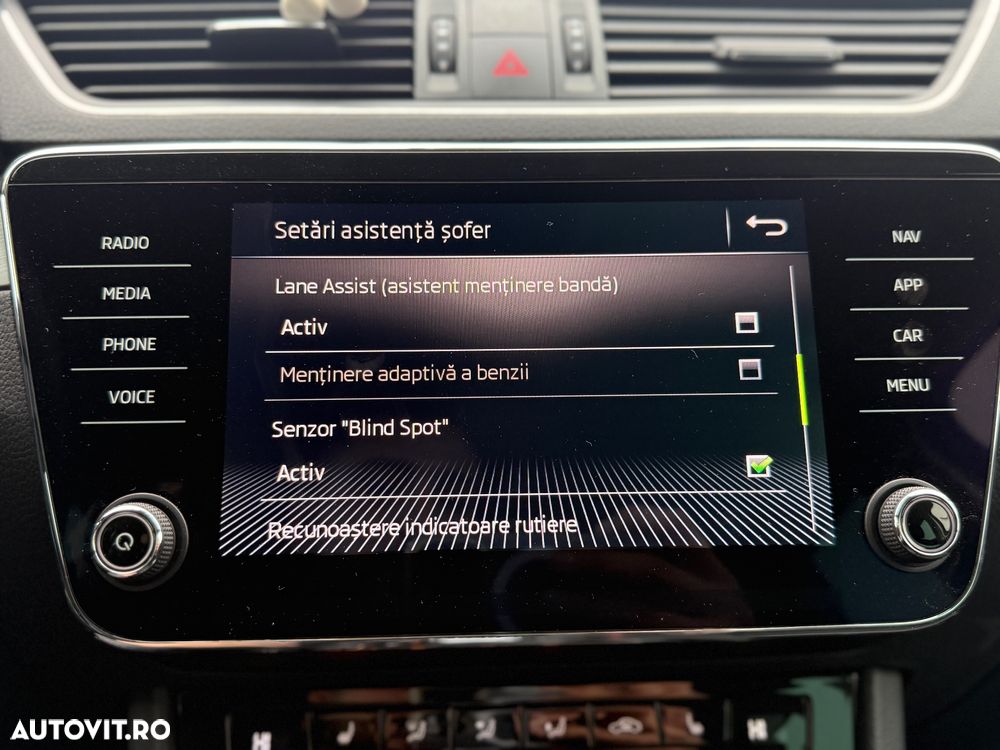 RADIO
MEDIA
PHONE
VOICE
Setări asistență șofer
Lane Assist (asistent menținere bandă)
Activ
Menținere adaptivă a benzii
Senzor "Blind Spot"
Activ
Recunoaștere indicatoare rutiere
NAV
APP
CAR
MENU
AUTOVIT.RO